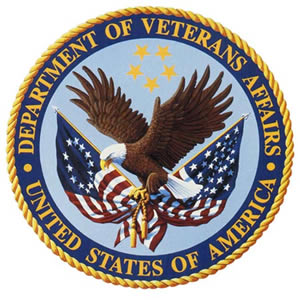 DEPARTMENT OF VETERANS AFFAIRS
UNITED STATES OF AMERICA